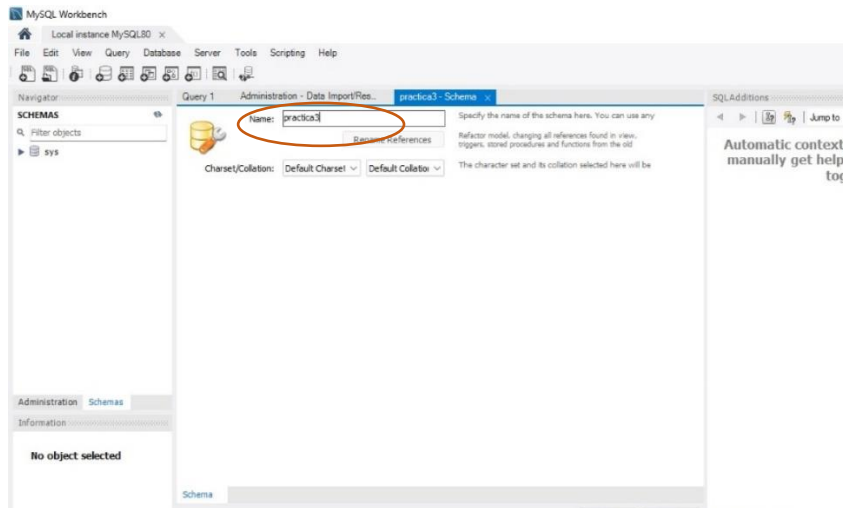 MySQL Workbench
Local instance MySQL80 ×
File Edit View Query Database Server Tools Scripting Help
Navigator
SCHEMAS
Filter objects
sys
Administration Schemas
Information
No object selected
Query 1 Administration - Data Import/Res... practica3 - Schema ×
Name: practica3
Rename References
Charset/Collation: Default Charset Default Collation
Specify the name of the schema here. You can use any
Refactor model, changing all references found in view,
triggers, stored procedures and functions from the old
The character set and its collation selected here will be
Schema
SQLAdditions
Jump to
Automatic context
manually get help
tog